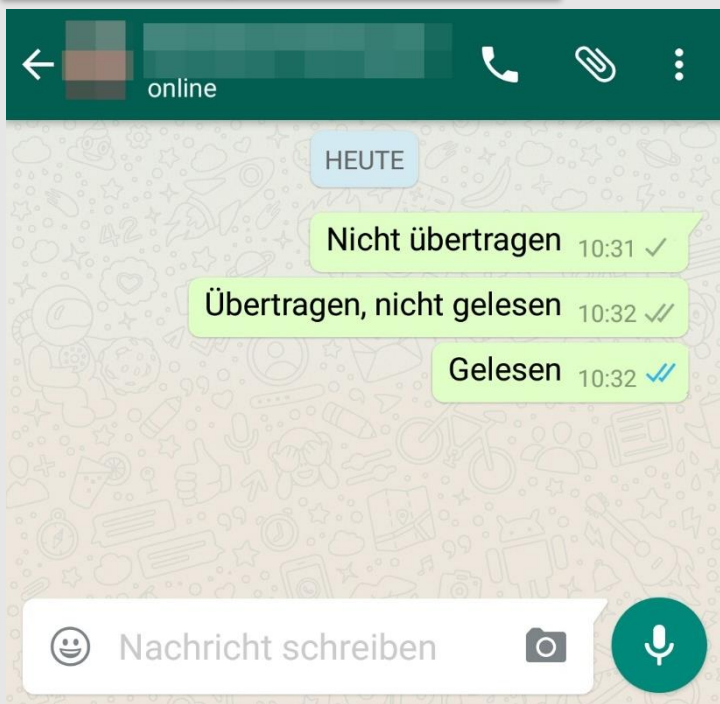 online
HEUTE
Nicht übertragen 10:31
Übertragen, nicht gelesen 10:32
Gelesen 10:32
Nachricht schreiben